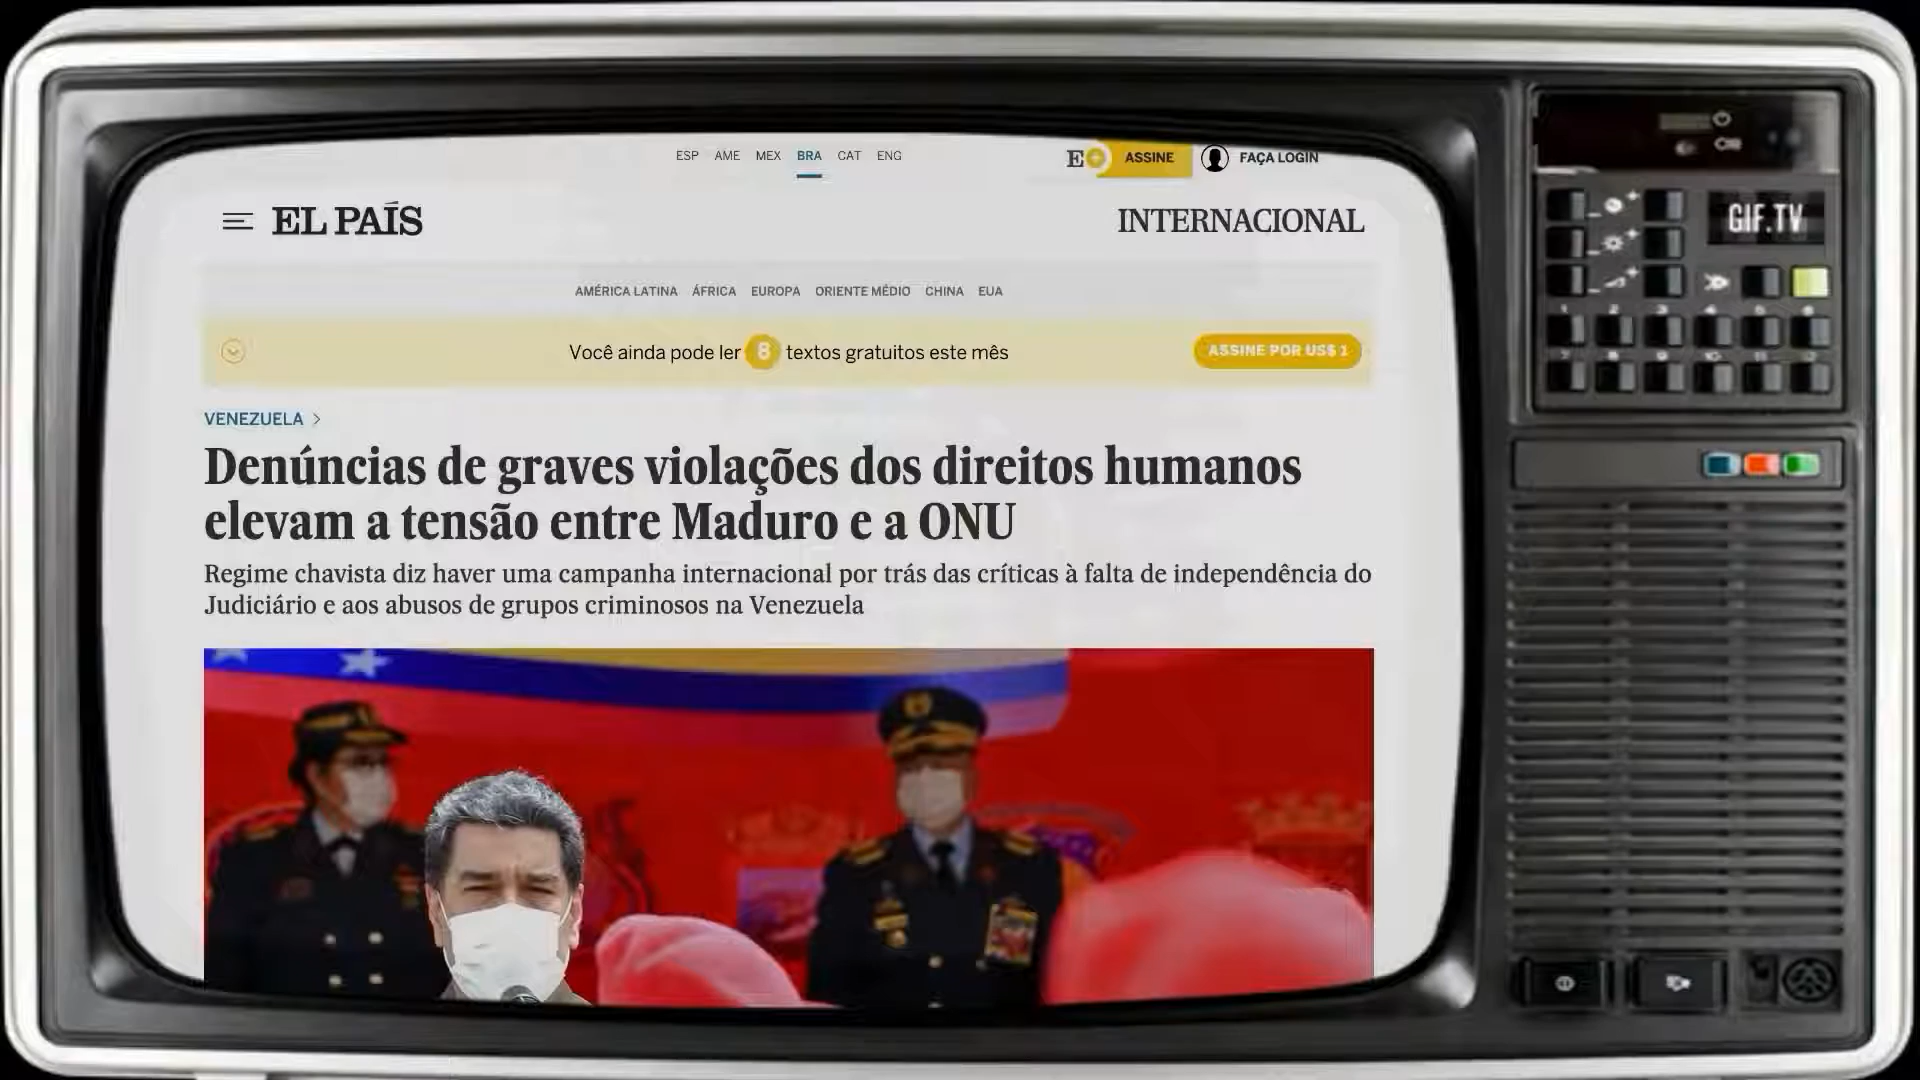 ESP AME MEX BRA CAT ENG
E ASSINE FAÇA LOGIN
EL PAÍS
INTERNACIONAL
GIF.TV
AMÉRICA LATINA ÁFRICA EUROPA ORIENTE MÉDIO CHINA EUA
Você ainda pode ler 8 textos gratuitos este mês
ASSINE POR US$ 1
VENEZUELA >
Denúncias de graves violações dos direitos humanos
elevam a tensão entre Maduro e a ONU
Regime chavista diz haver uma campanha internacional por trás das críticas à falta de independência do
Judiciário e aos abusos de grupos criminosos na Venezuela